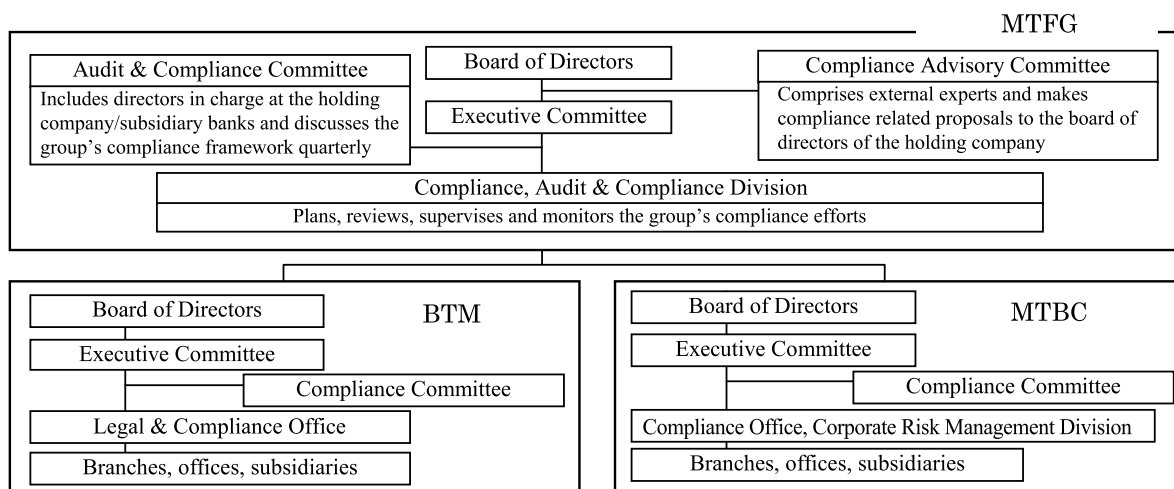 MTFG
Audit & Compliance Committee
Includes directors in charge at the holding
company/subsidiary banks and discusses the
group's compliance framework quarterly
Board of Directors
Executive Committee
Compliance Advisory Committee
Comprises external experts and makes
compliance related proposals to the board of
directors of the holding company
Compliance, Audit & Compliance Division
Plans, reviews, supervises and monitors the group's compliance efforts
BTM
Board of Directors
Executive Committee
Compliance Committee
Legal & Compliance Office
Branches, offices, subsidiaries
MTBC
Board of Directors
Executive Committee
Compliance Committee
Compliance Office, Corporate Risk Management Division
Branches, offices, subsidiaries